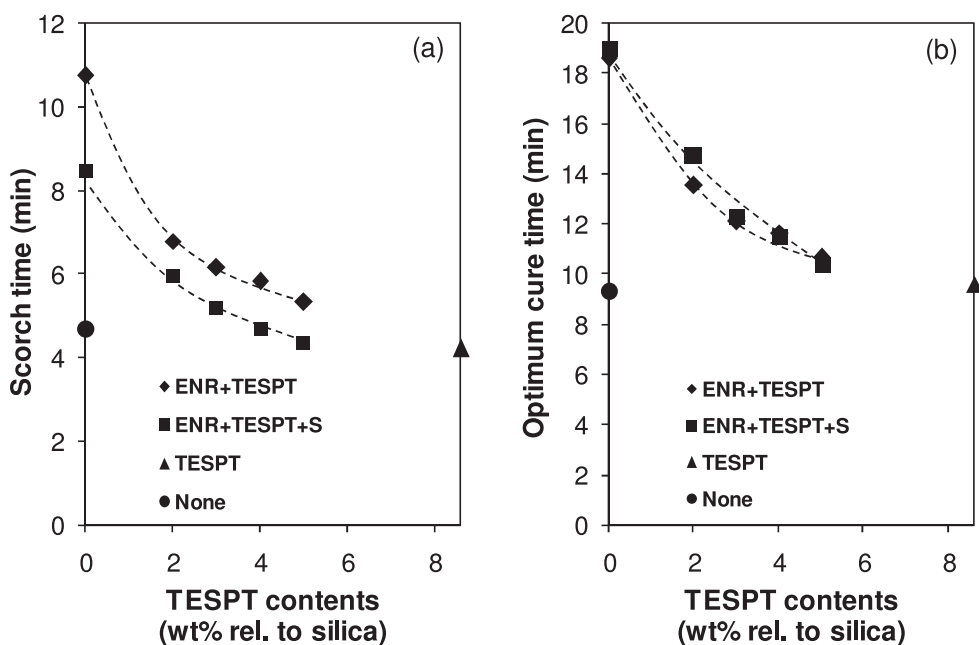 (a)
Scorch time (min)
12
10
8
6
4
2
0
ENR+TESPT
ENR+TESPT+S
TESPT
None
0 2 4 6 8
TESPT contents
(wt% rel. to silica)
(b)
Optimum cure time (min)
20
18
16
14
12
10
8
6
4
2
0
ENR+TESPT
ENR+TESPT+S
TESPT
None
0 2 4 6 8
TESPT contents
(wt% rel. to silica)